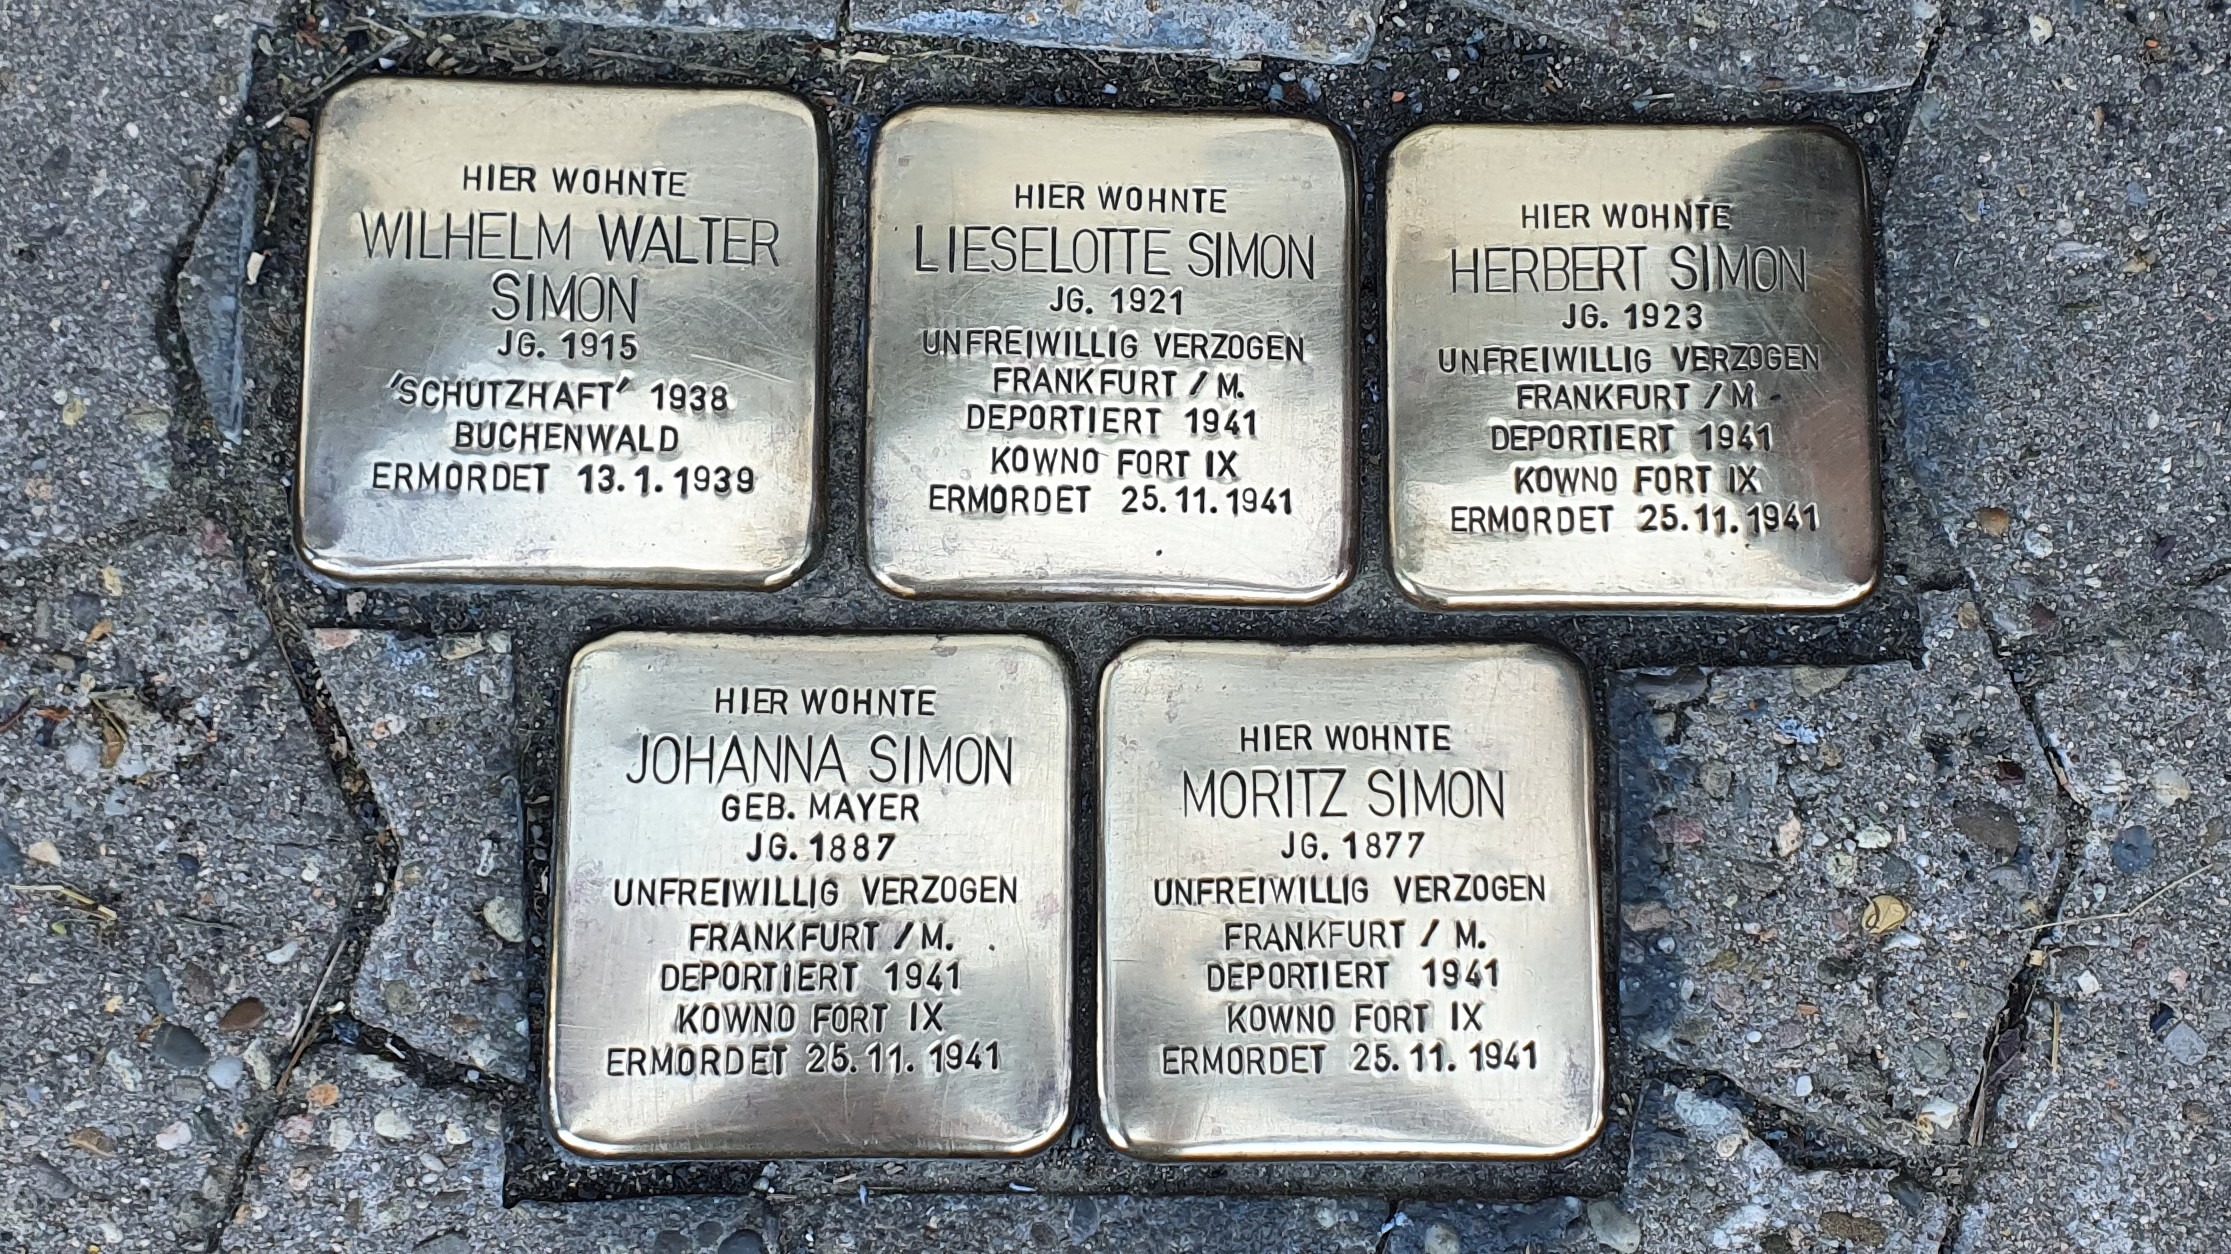 HIER WOHNTE
WILHELM WALTER
SIMON
JG. 1915
'SCHUTZHAFT' 1938
BUCHENWALD
ERMORDET 13.1.1939
HIER WOHNTE
LIESELOTTE SIMON
JG. 1921
UNFREIWILLIG VERZOGEN
FRANKFURT / M.
DEPORTIERT 1941
KOWNO FORT IX
ERMORDET 25.11.1941
HIER WOHNTE
HERBERT SIMON
JG. 1923
UNFREIWILLIG VERZOGEN
FRANKFURT / M.
DEPORTIERT 1941
KOWNO FORT IX
ERMORDET 25.11.1941
HIER WOHNTE
JOHANNA SIMON
GEB. MAYER
JG. 1887
UNFREIWILLIG VERZOGEN
FRANKFURT / M.
DEPORTIERT 1941
KOWNO FORT IX
ERMORDET 25.11.1941
HIER WOHNTE
MORITZ SIMON
JG. 1877
UNFREIWILLIG VERZOGEN
FRANKFURT / M.
DEPORTIERT 1941
KOWNO FORT IX
ERMORDET 25.11.1941